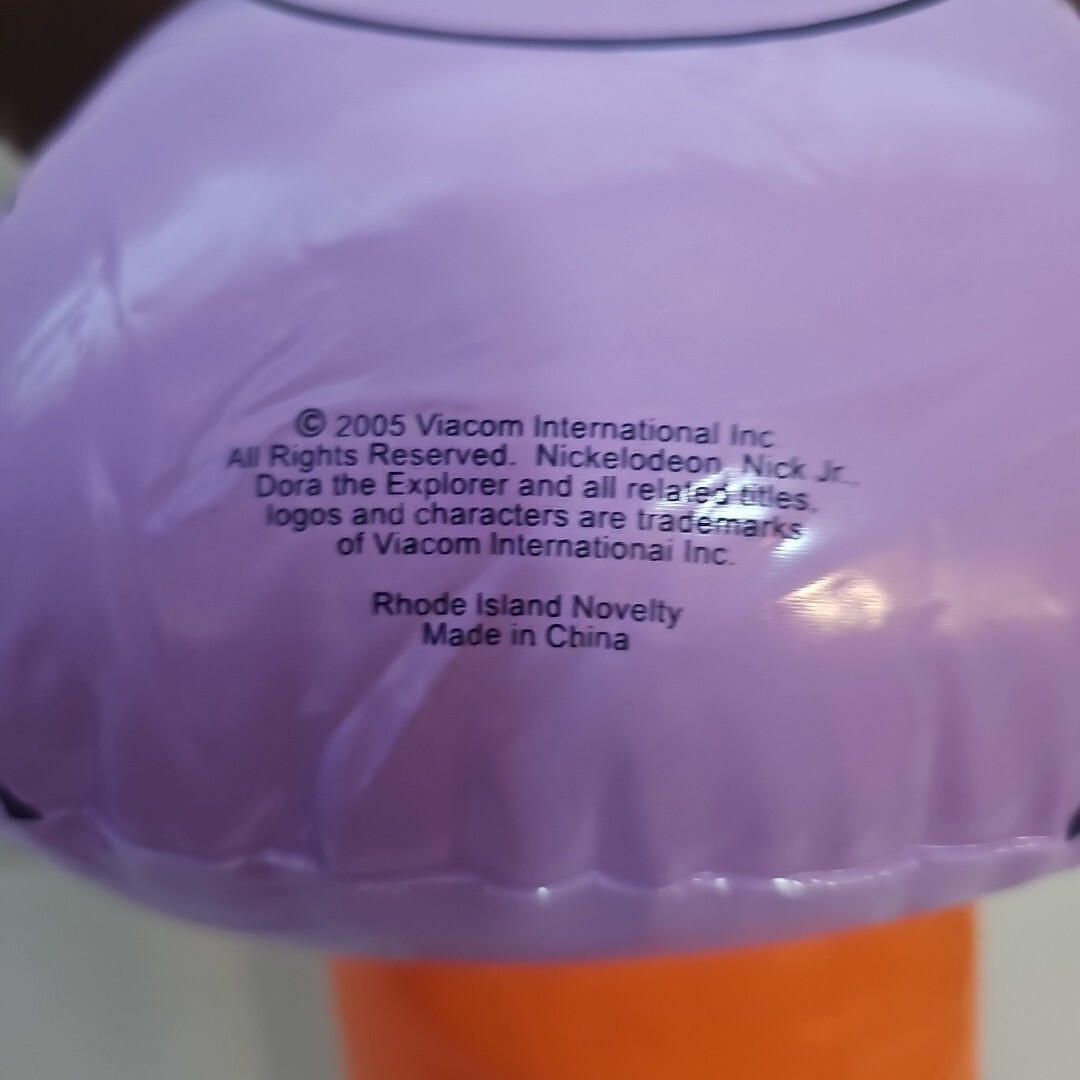 © 2005 Viacom International Inc
All Rights Reserved. Nickelodeon, Nick Jr.,
Dora the Explorer and all related titles,
logos and characters are trademarks
of Viacom International Inc.
Rhode Island Novelty
Made in China